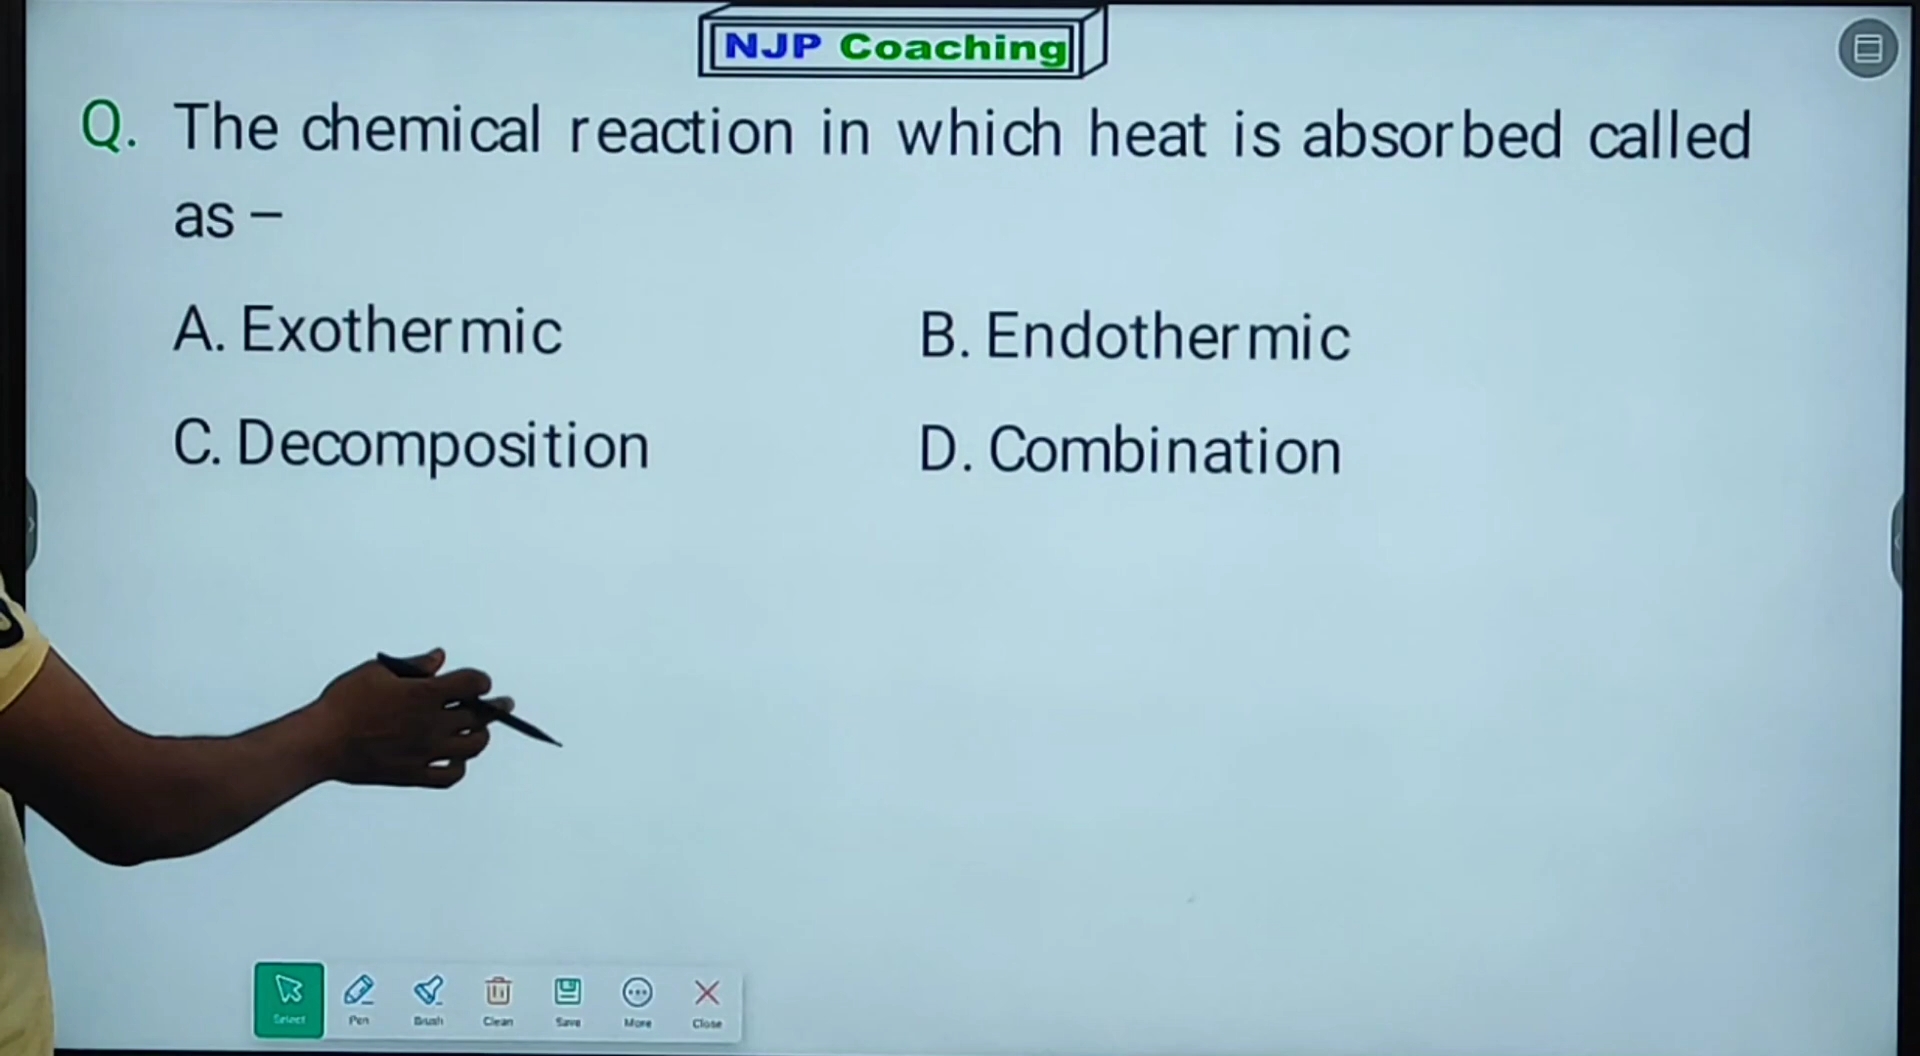 NJP Coaching
Q. The chemical reaction in which heat is absorbed called
as –
A. Exothermic
B. Endothermic
C. Decomposition
D. Combination
Select Pen Brush Clean Save More Close